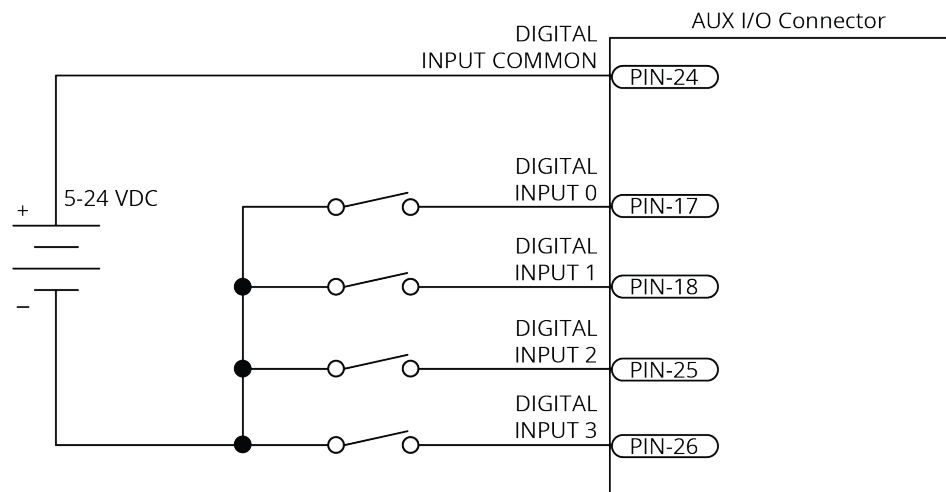 AUX I/O Connector
DIGITAL
INPUT COMMON
PIN-24
DIGITAL
INPUT 0
PIN-17
5-24 VDC
+
–
DIGITAL
INPUT 1
PIN-18
DIGITAL
INPUT 2
PIN-25
DIGITAL
INPUT 3
PIN-26